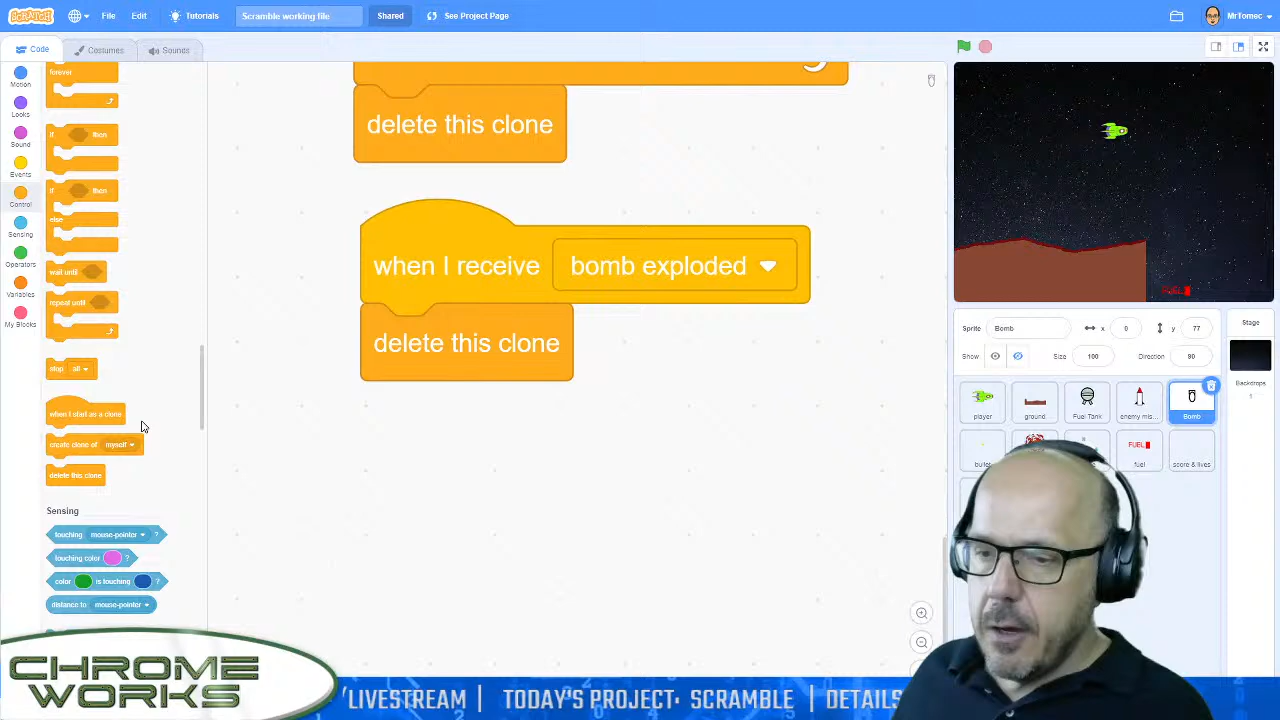 SCRATCH
File
Edit
Tutorials
Scramble working file
Shared
See Project Page
MrTomec
Code
Costumes
Sounds
Motion
Looks
Sound
Events
Control
Sensing
Operators
Variables
My Blocks
forever
if then
if then
else
wait until
repeat until
stop all
when I start as a clone
create clone of myself
delete this clone
Sensing
touching mouse-pointer ?
touching color ?
color is touching ?
distance to mouse-pointer
delete this clone
when I receive bomb exploded
delete this clone
FUEL
Sprite Bomb x 0 y 77
Show Size 100 Direction 90
Stage
Backdrops
1
player
ground
Fuel Tank
enemy mis...
Bomb
bullet
FUEL
fuel
score & lives
CHROME
WORKS
/LIVESTREAM | TODAY'S PROJECT: SCRAMBLE | DETAILS